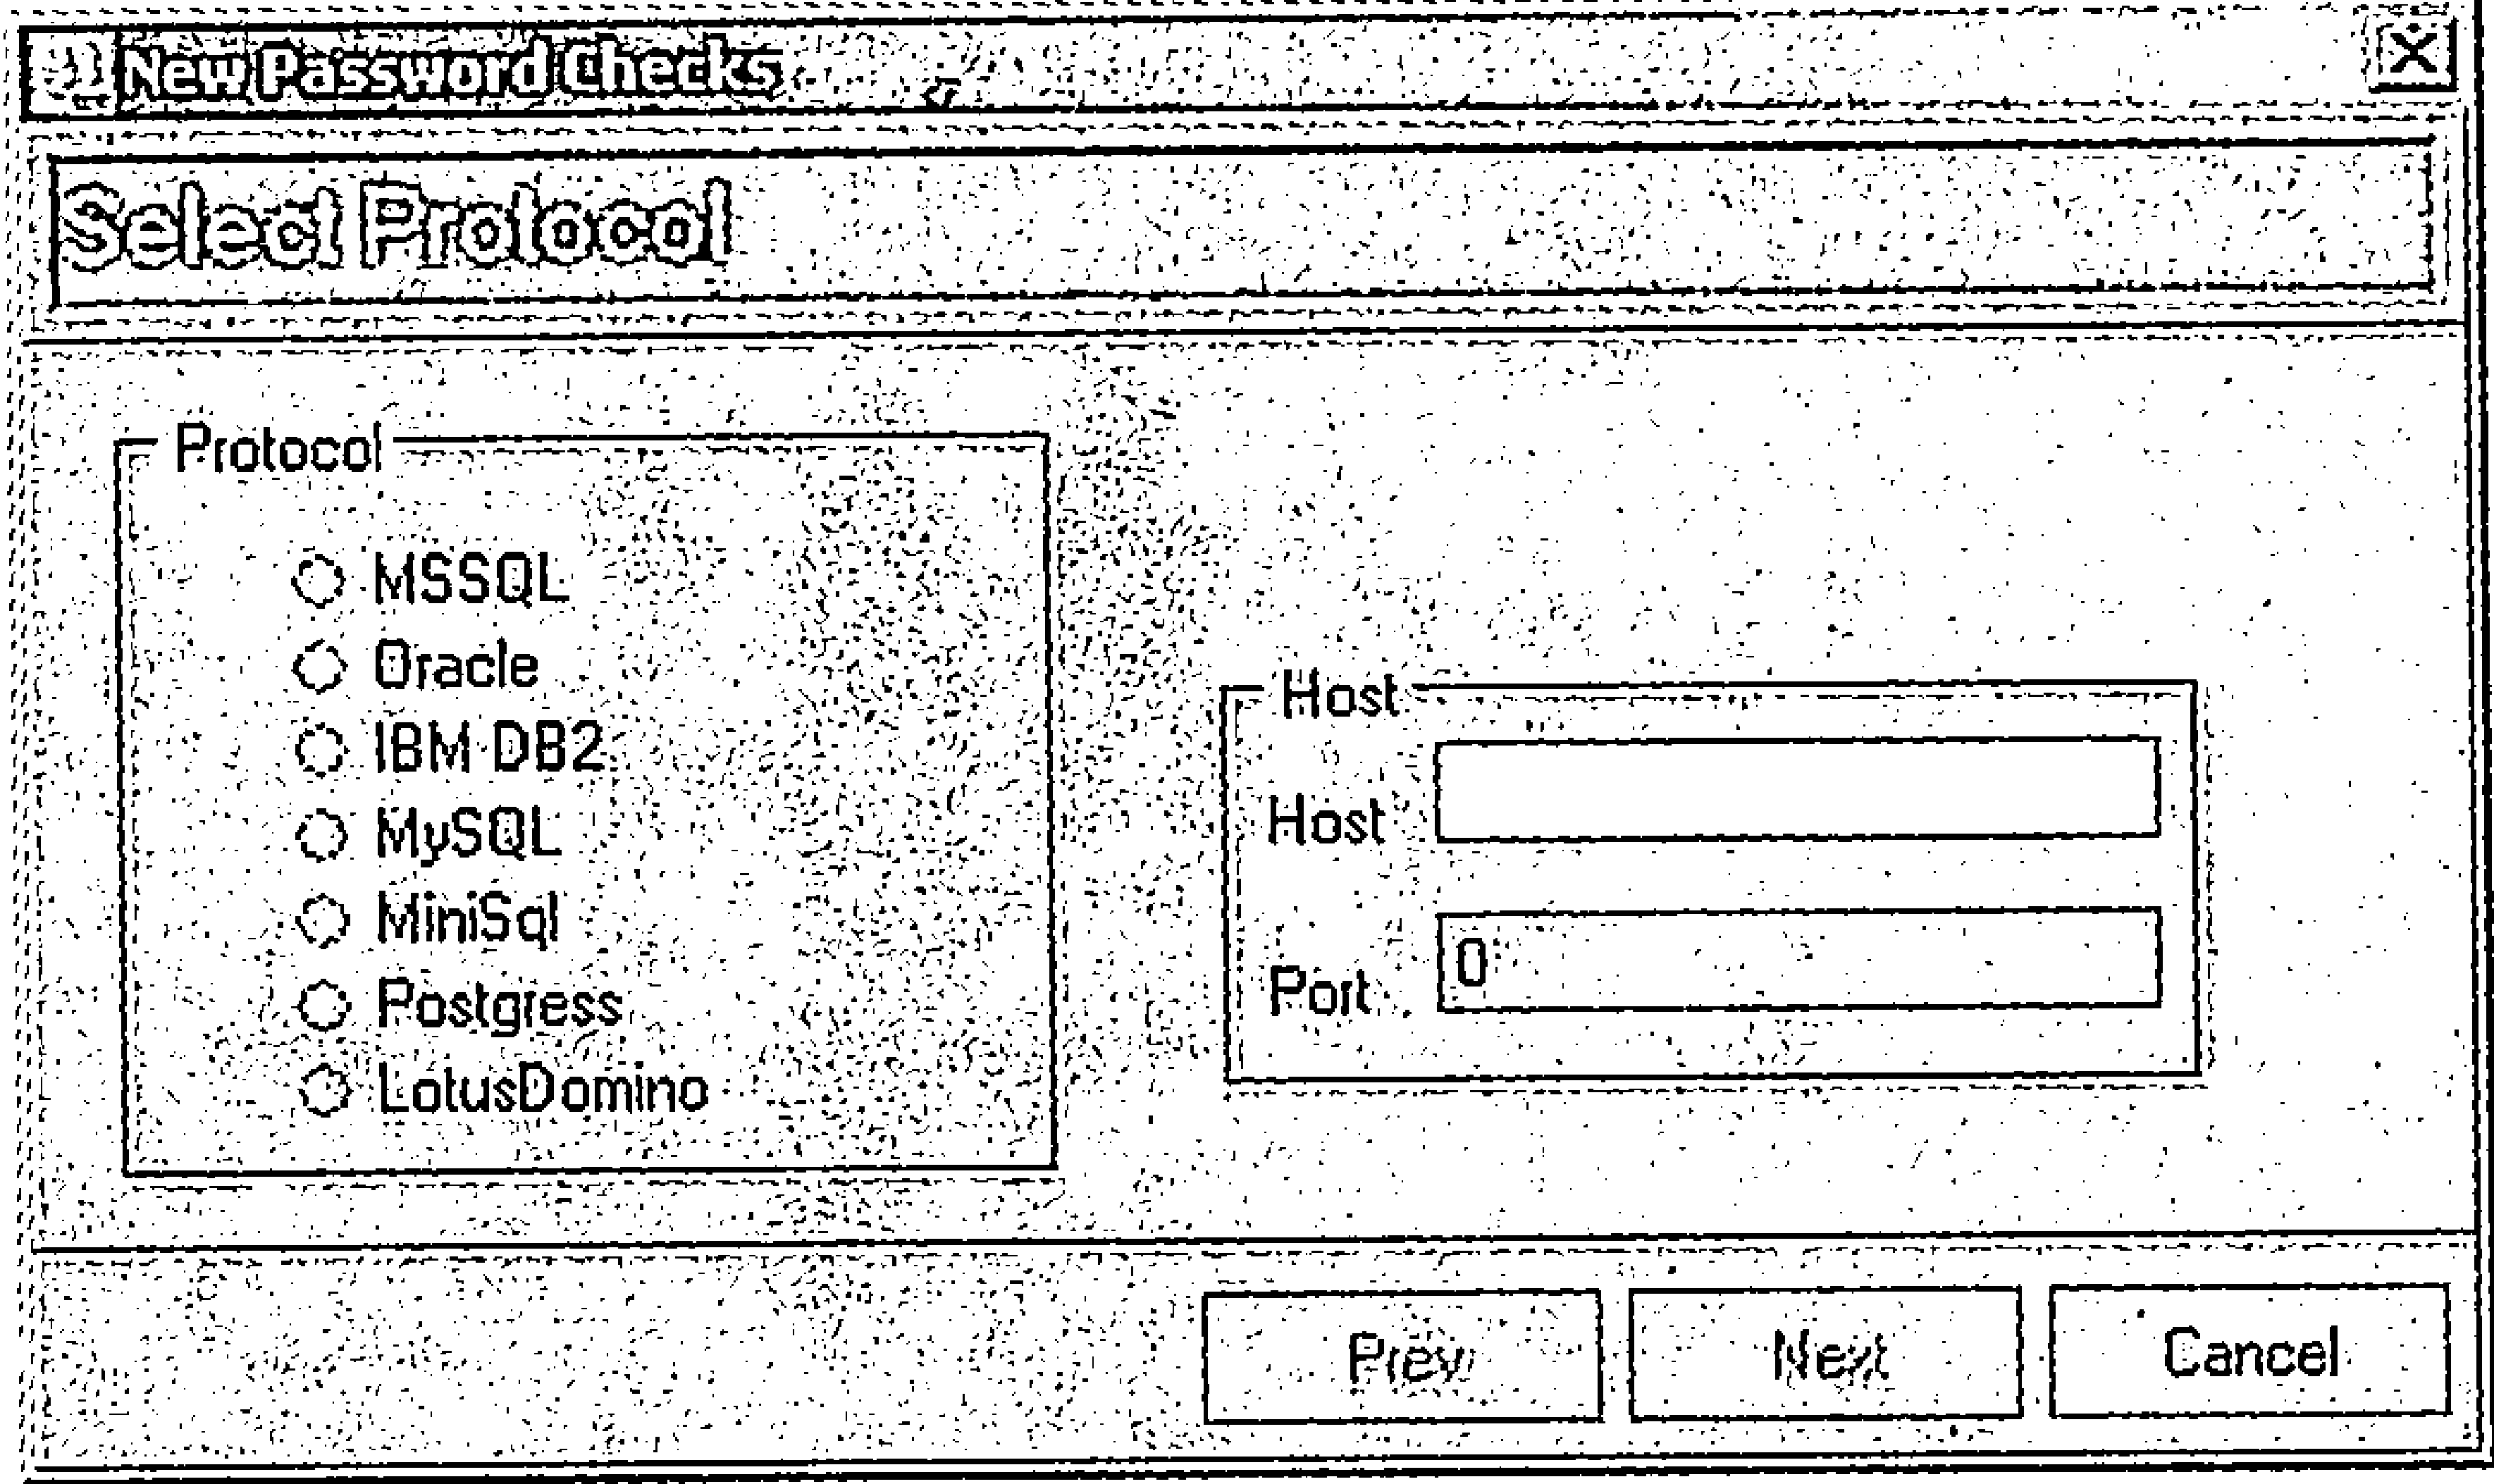 New Password Checks
Select Protocol
Protocol
MSSQL
Oracle
IBM DB2
MySQL
MiniSql
Postgress
LotusDomino
Host
Host
Port
0
Prev
Next
Cancel